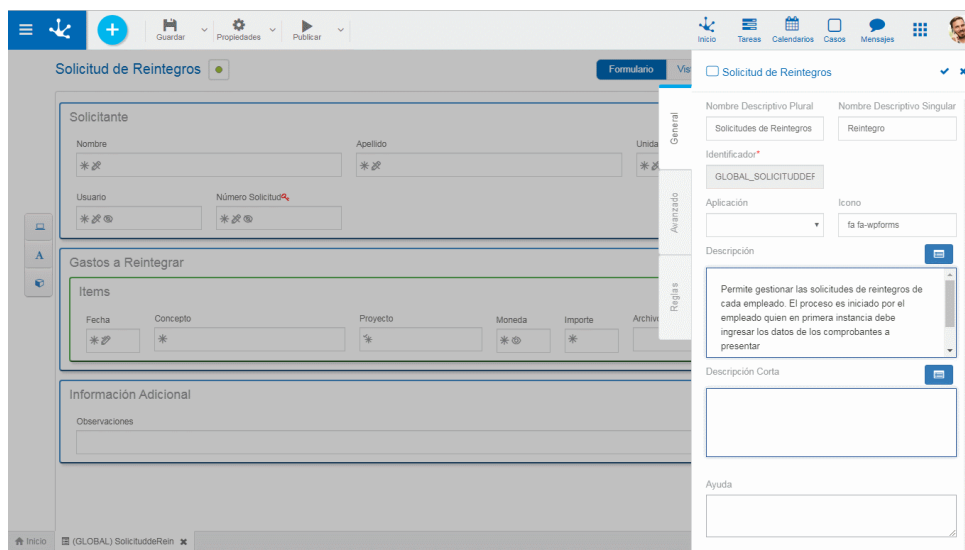 Guardar
Propiedades
Publicar
Inicio
Tareas
Calendarios
Casos
Mensajes
Solicitud de Reintegros
Formulario
Vis
Solicitante
Nombre
Apellido
Unida
Usuario
Número Solicitud
Gastos a Reintegrar
Items
Fecha
Concepto
Proyecto
Moneda
Importe
Archivo
Información Adicional
Observaciones
General
Avanzado
Reglas
Solicitud de Reintegros
Nombre Descriptivo Plural
Nombre Descriptivo Singular
Solicitudes de Reintegros
Reintegro
Identificador*
GLOBAL_SOLICITUDDEF
Aplicación
Icono
fa fa-wpforms
Descripción
Permite gestionar las solicitudes de reintegros de
cada empleado. El proceso es iniciado por el
empleado quien en primera instancia debe
ingresar los datos de los comprobantes a
presentar
Descripción Corta
Ayuda
Inicio
(GLOBAL) SolicituddeRein